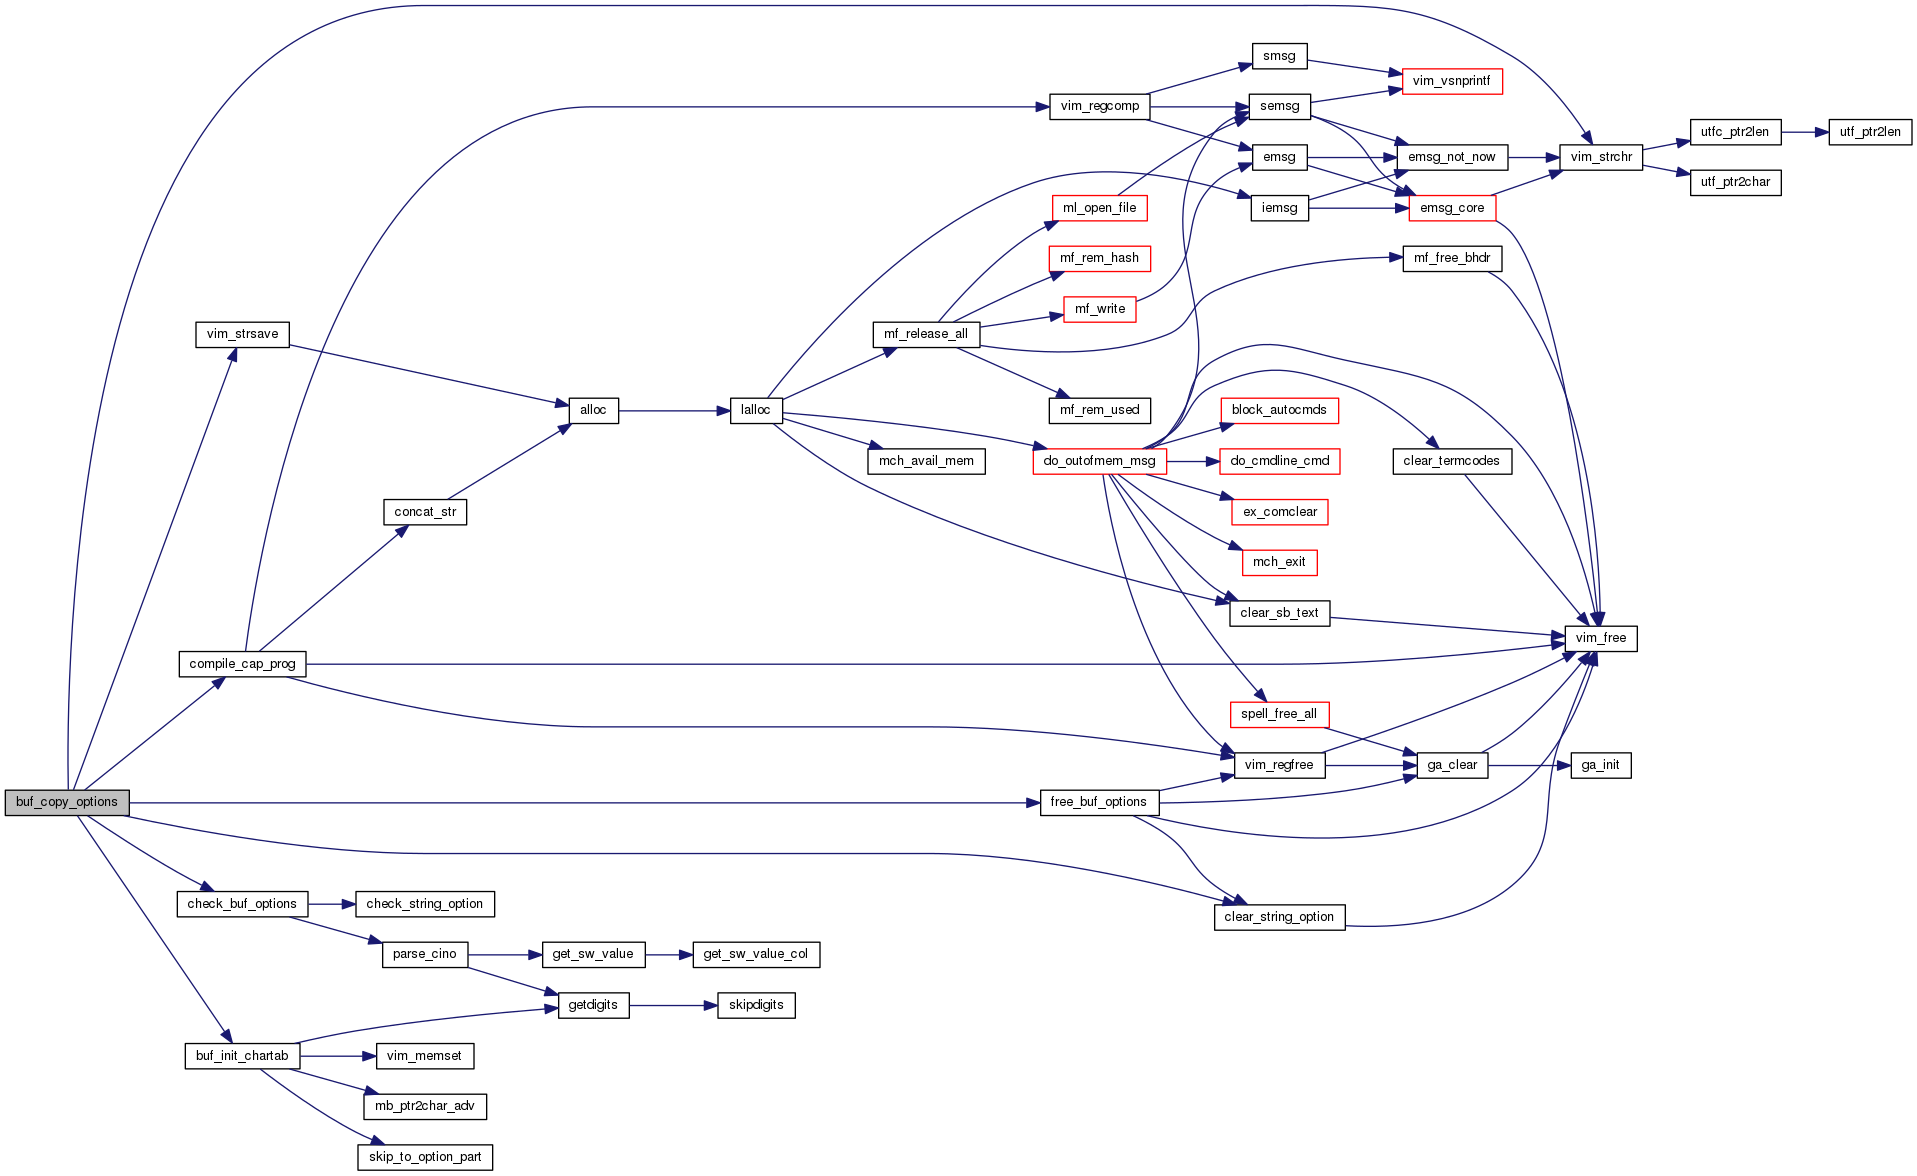 smsg
vim_vsnprintf
vim_regcomp
semsg
utfc_ptr2len
utf_ptr2len
emsg
emsg_not_now
vim_strchr
utf_ptr2char
ml_open_file
iemsg
emsg_core
mf_rem_hash
mf_free_bhdr
mf_write
vim_strsave
mf_release_all
alloc
lalloc
mf_rem_used
block_autocmds
mch_avail_mem
do_outofmem_msg
do_cmdline_cmd
clear_termcodes
concat_str
ex_comclear
mch_exit
clear_sb_text
vim_free
compile_cap_prog
spell_free_all
vim_regfree
ga_clear
ga_init
buf_copy_options
free_buf_options
check_buf_options
check_string_option
clear_string_option
parse_cino
get_sw_value
get_sw_value_col
getdigits
skipdigits
buf_init_chartab
vim_memset
mb_ptr2char_adv
skip_to_option_part